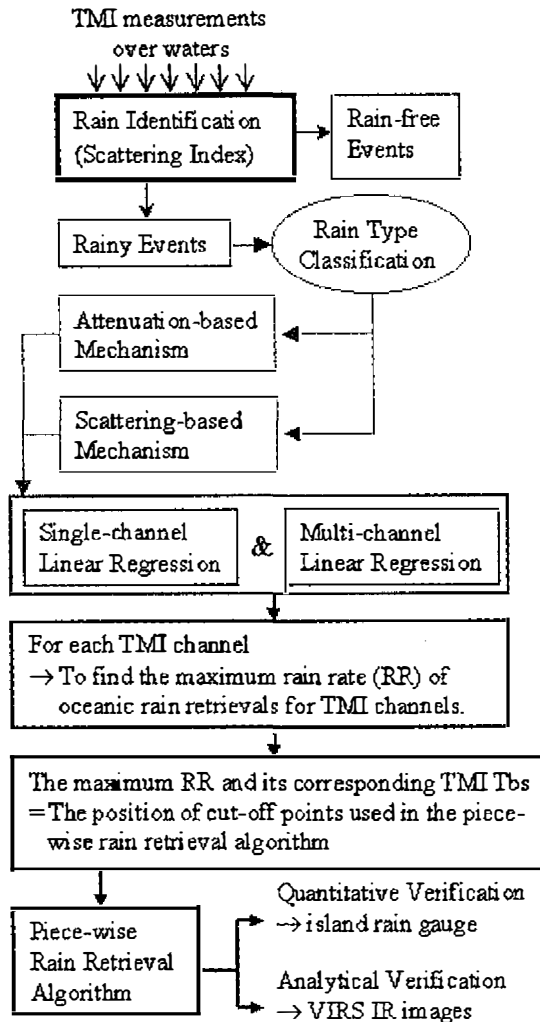 TMI measurements
over waters
Rain Identification
(Scattering Index)
Rain-free
Events
Rainy Events
Rain Type
Classification
Attenuation-based
Mechanism
Scattering-based
Mechanism
Single-channel
Linear Regression
&
Multi-channel
Linear Regression
For each TMI channel
→ To find the maximum rain rate (RR) of
oceanic rain retrievals for TMI channels.
The maximum RR and its corresponding TMI Tbs
=The position of cut-off points used in the piece-
wise rain retrieval algorithm
Piece-wise
Rain Retrieval
Algorithm
Quantitative Verification
→ island rain gauge
Analytical Verification
→ VIRS IR images